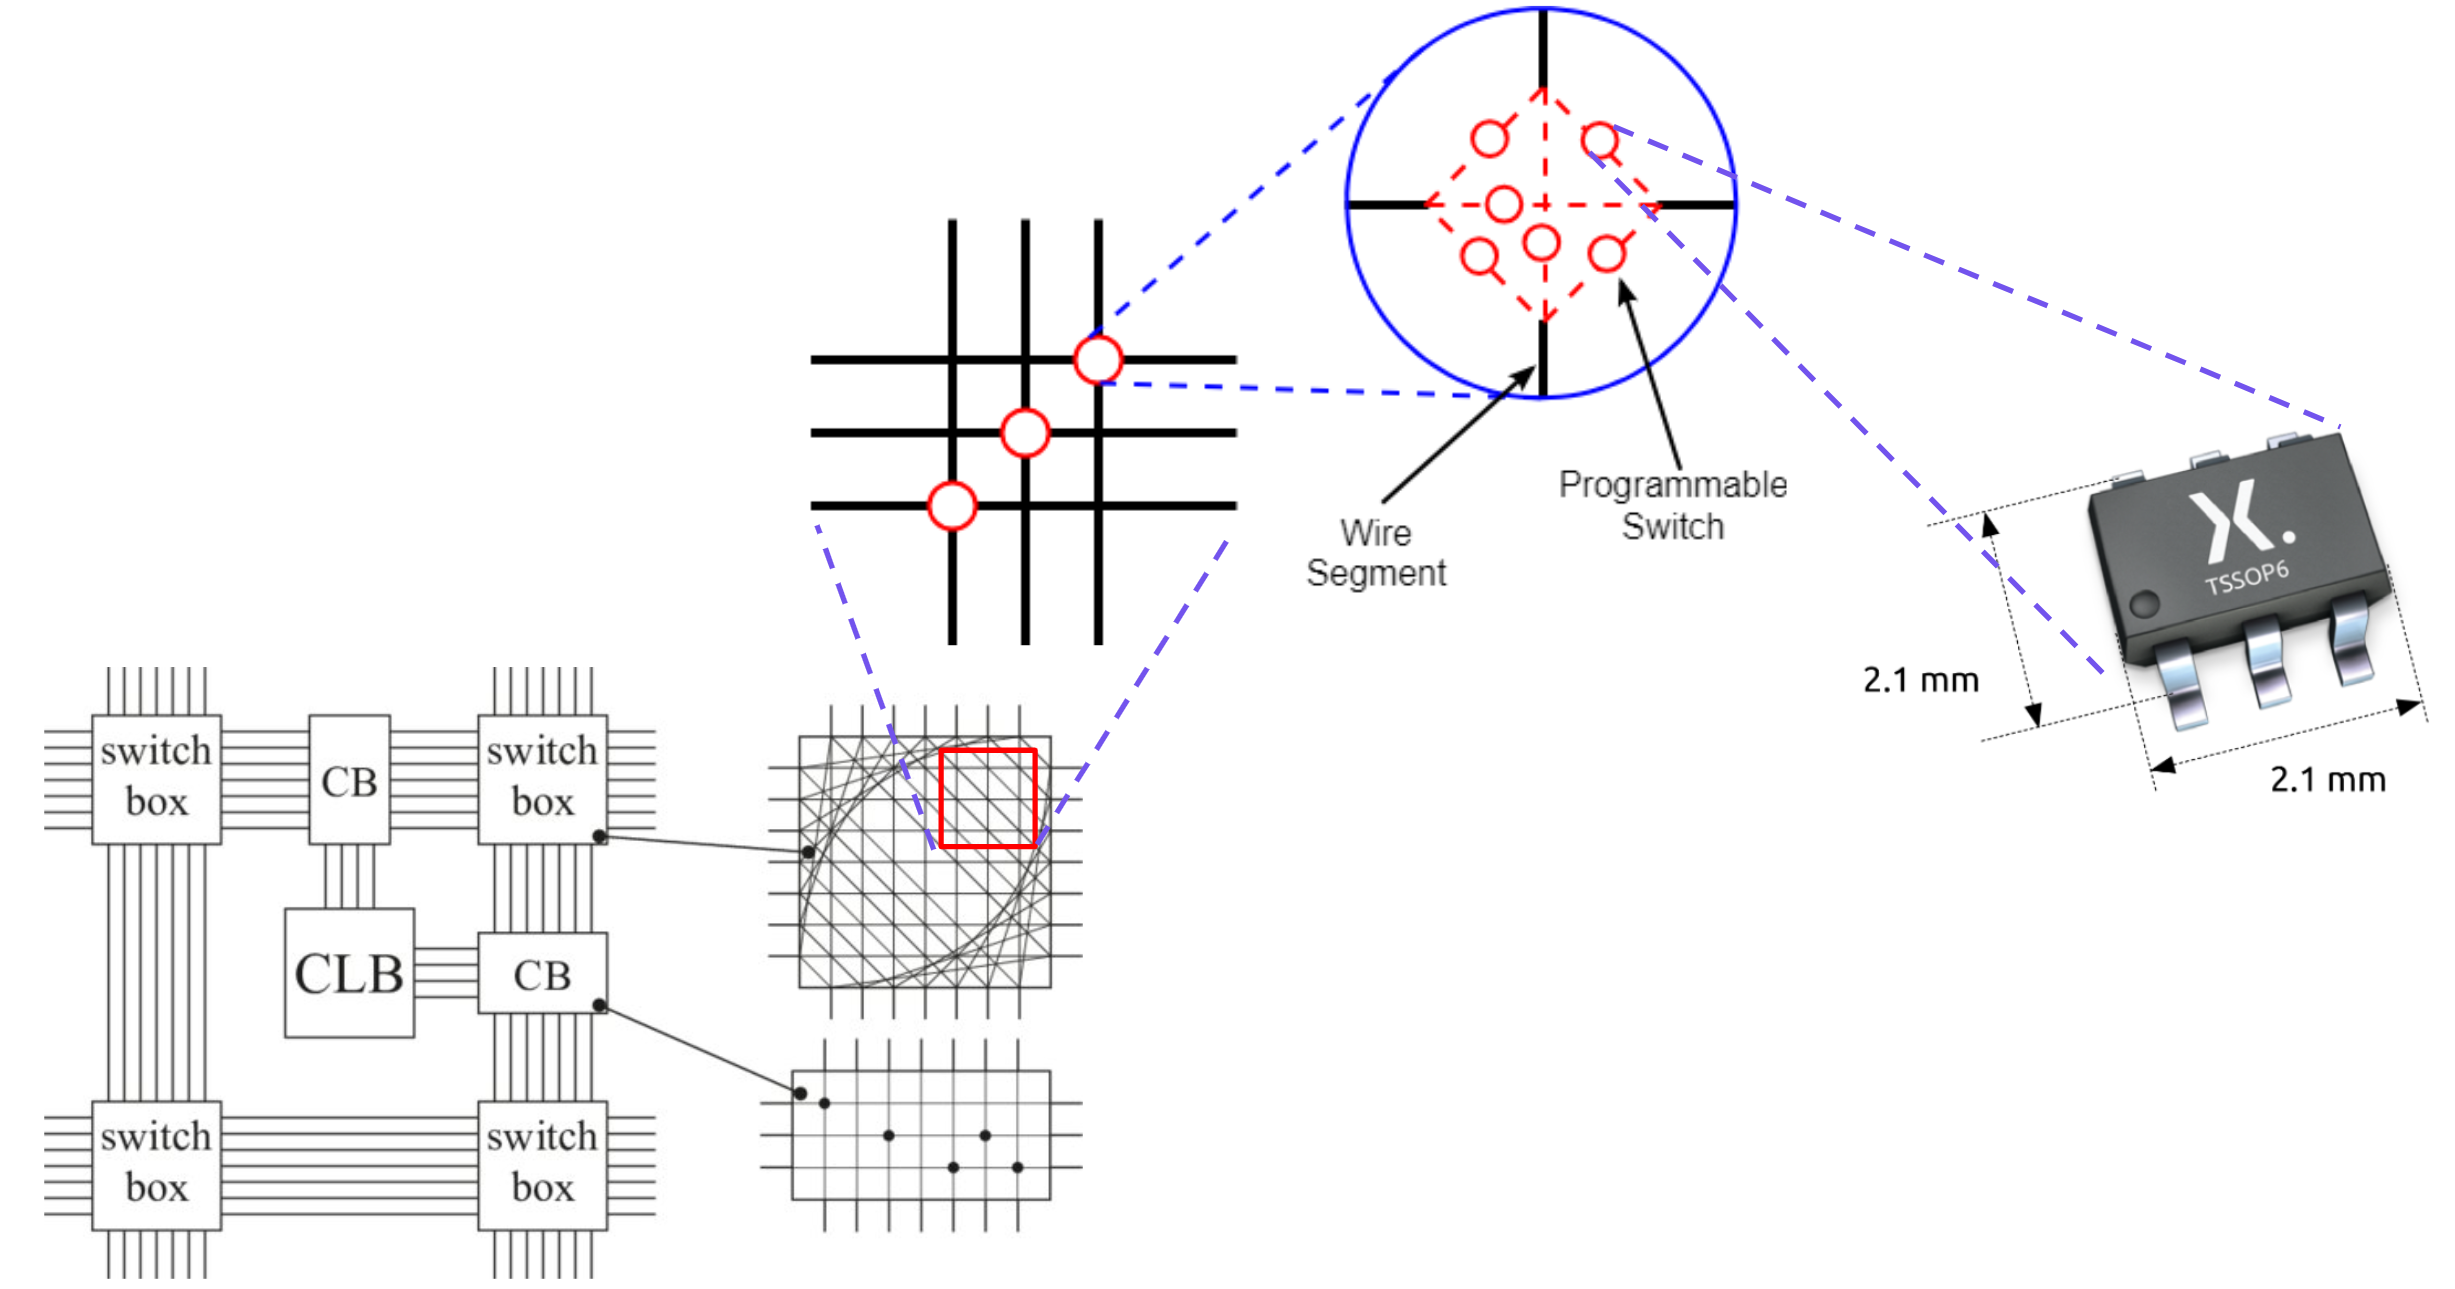 Programmable
Switch
Wire
Segment
X.
TSSOP6
2.1 mm
2.1 mm
switch
box
CB
switch
box
CLB
CB
switch
box
switch
box